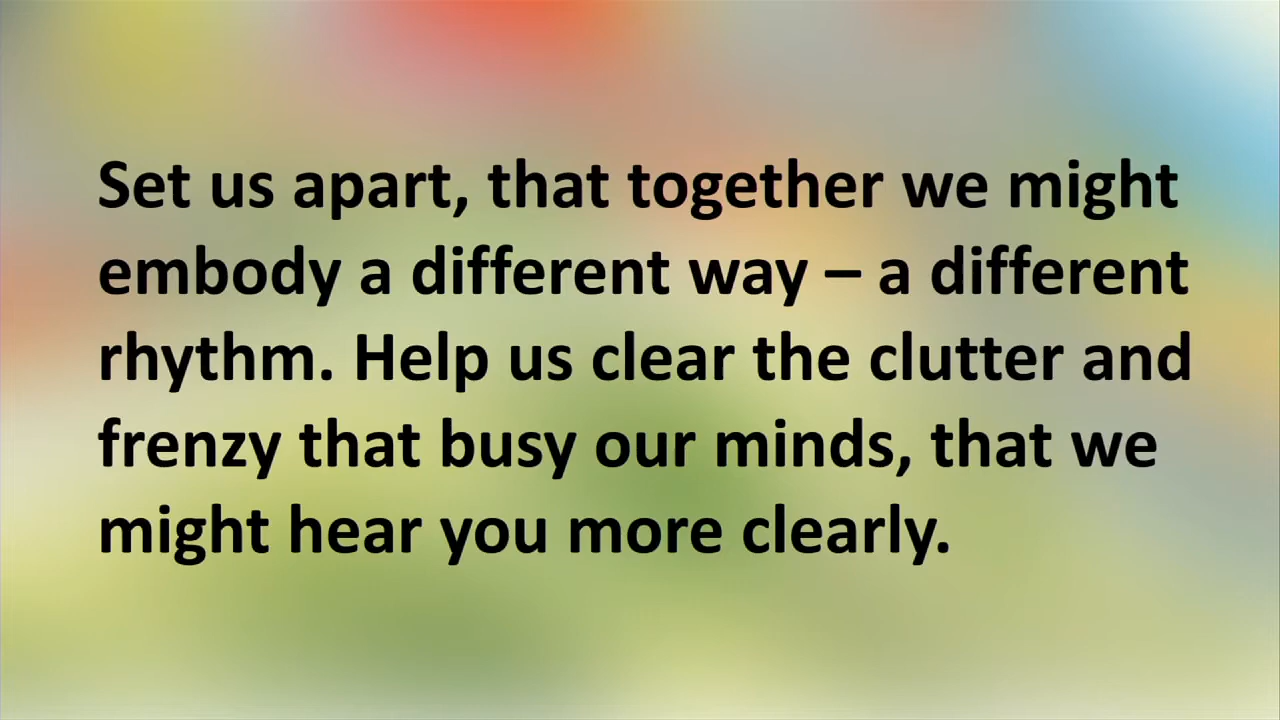 Set us apart, that together we might
embody a different way – a different
rhythm. Help us clear the clutter and
frenzy that busy our minds, that we
might hear you more clearly.